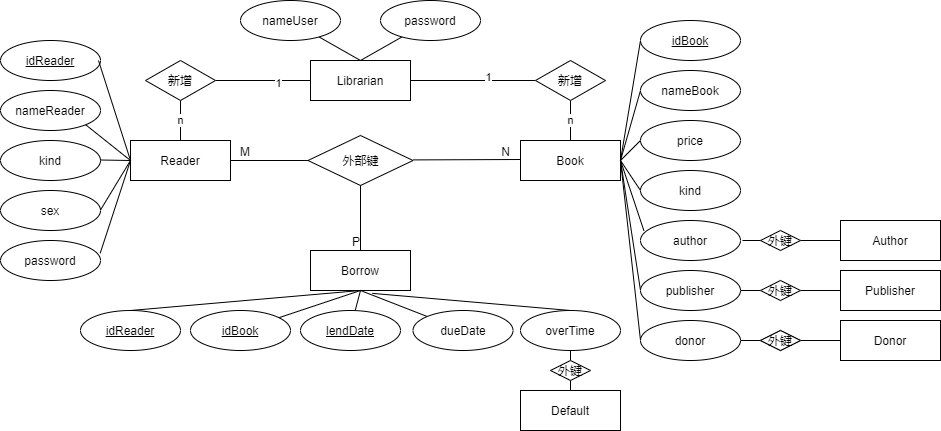 nameUser
password
idBook
idReader
新增
1
Librarian
1
新增
nameBook
nameReader
n
n
price
kind
Reader
M
外部键
N
Book
kind
sex
author
外键
Author
P
password
Borrow
publisher
外键
Publisher
idReader
idBook
lendDate
dueDate
overTime
donor
外键
Donor
外键
Default